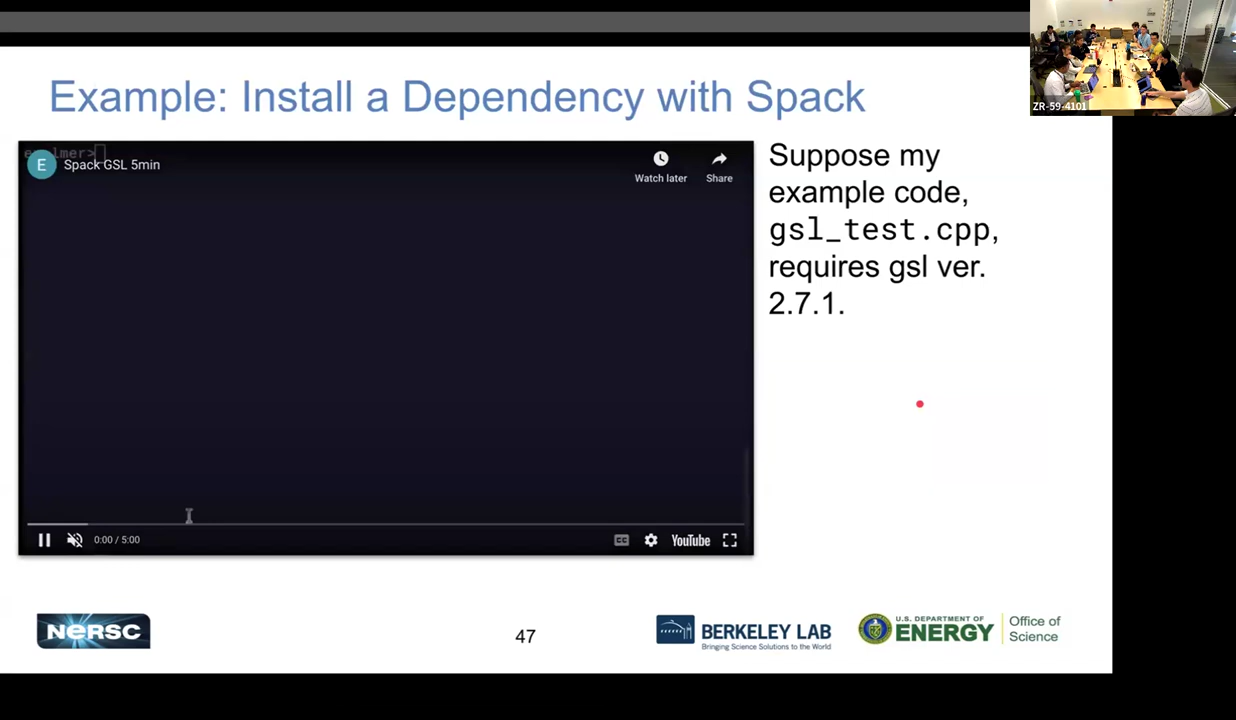 Example: Install a Dependency with Spack
ZR-59-4101
E
Spack GSL 5min
Watch later
Share
0:00 / 5:00
CC
YouTube
Suppose my
example code,
gsl_test.cpp,
requires gsl ver.
2.7.1.
NERSC
47
BERKELEY LAB
Bringing Science Solutions to the World
U.S. DEPARTMENT OF
ENERGY
Office of
Science